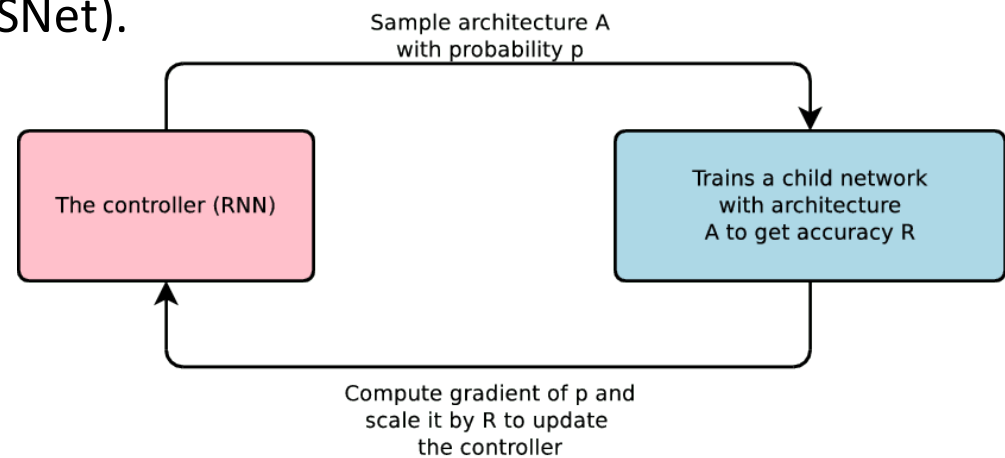 SNet).
Sample architecture A
with probability p
The controller (RNN)
Trains a child network
with architecture
A to get accuracy R
Compute gradient of p and
scale it by R to update
the controller